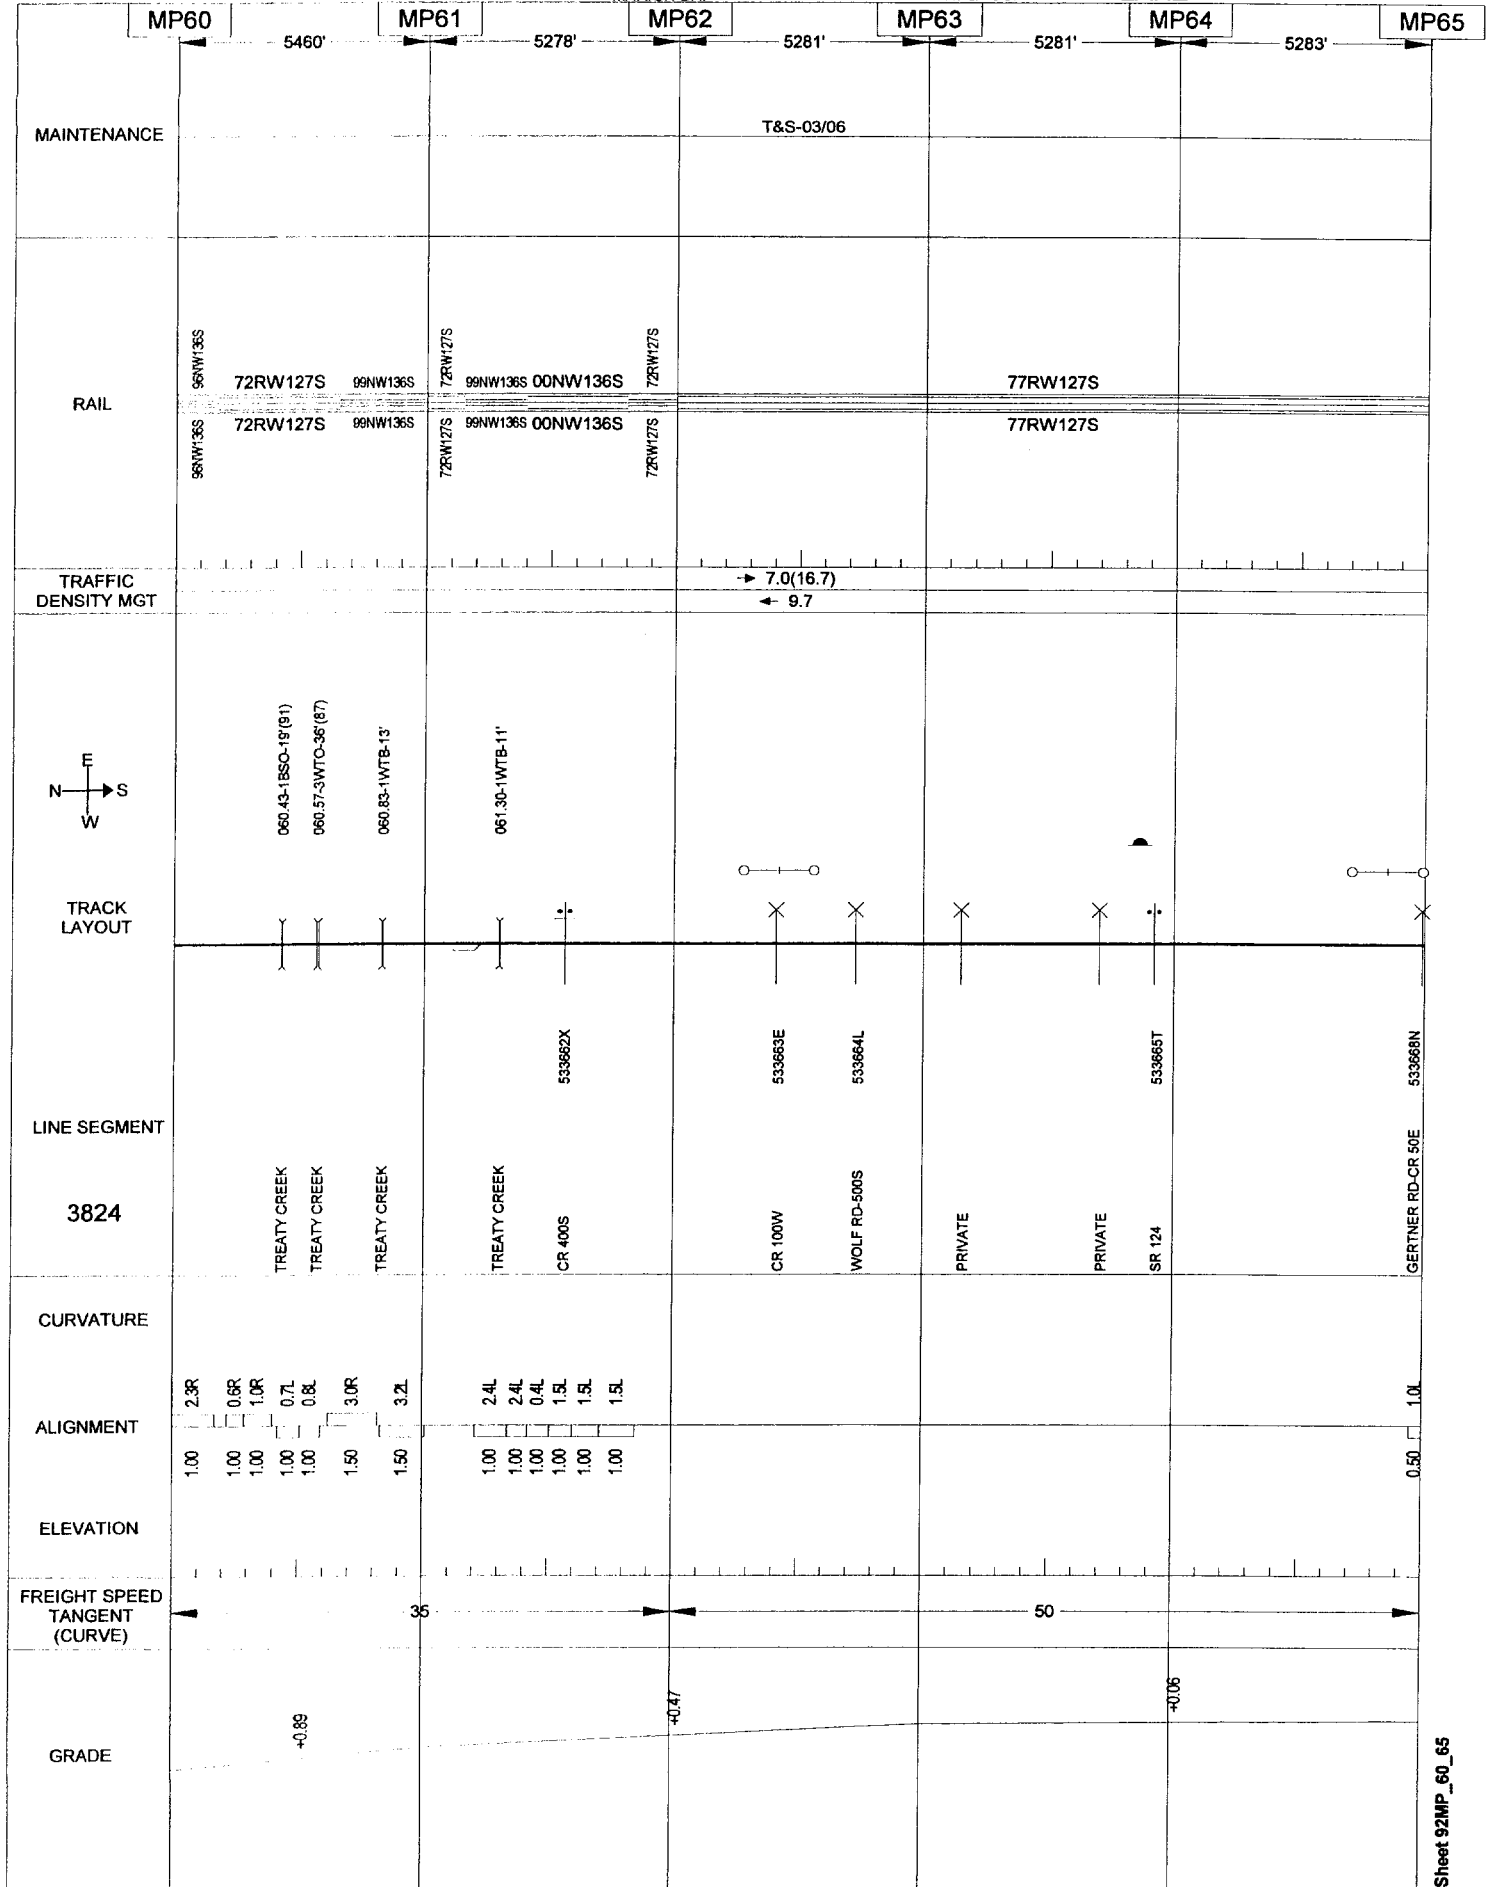 MP60 MP61 MP62 MP63 MP64 MP65
5460' 5278' 5281' 5281' 5283'
MAINTENANCE
T&S-03/06
RAIL
96NW136S 72RW127S 99NW136S 72RW127S 99NW136S 00NW136S 72RW127S 77RW127S
96NW136S 72RW127S 99NW136S 72RW127S 99NW136S 00NW136S 72RW127S 77RW127S
TRAFFIC
DENSITY MGT
7.0(16.7)
9.7
N E S W
060.43-1BSO-19'(91)
060.57-3WTO-36'(87)
060.83-1WTB-13'
061.30-1WTB-11'
TRACK
LAYOUT
533662X
533663E
533664L
533665T
533668N
LINE SEGMENT
3824
TREATY CREEK
TREATY CREEK
TREATY CREEK
TREATY CREEK
CR 400S
CR 100W
WOLF RD-500S
PRIVATE
PRIVATE
SR 124
GERTNER RD-CR 50E
CURVATURE
2.3R 0.6R 1.0R 0.7L 0.8L 3.0R 3.2L 2.4L 2.4L 0.4L 1.5L 1.5L 1.5L 1.0L
ALIGNMENT
1.00 1.00 1.00 1.00 1.00 1.50 1.50 1.00 1.00 1.00 1.00 1.00 1.00 0.50
ELEVATION
FREIGHT SPEED
TANGENT
(CURVE)
35 50
GRADE
+0.89 +0.47 +0.06
Sheet 92MP_60_65